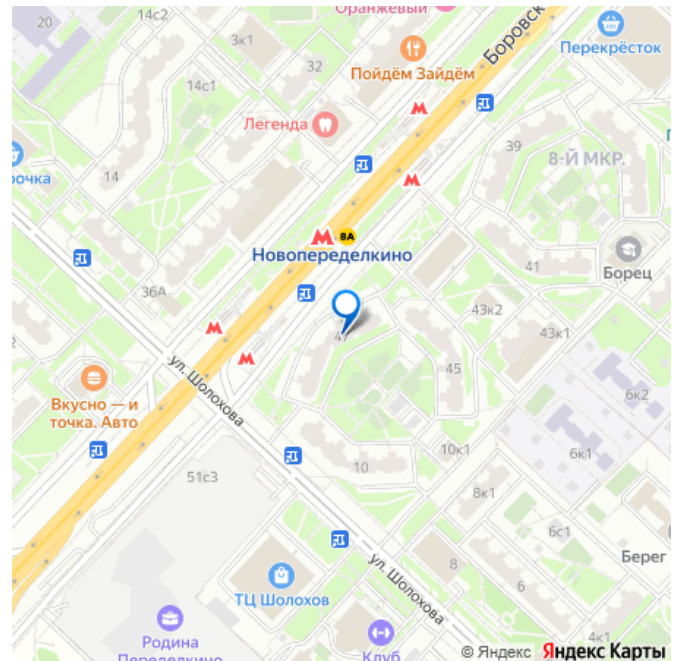 Оранжевый
20
3к1
32
Пойдём Зайдём
Боровск
Перекрёсток
14с1
Легенда
39
8-Й МКР.
рочка
14
8А
Новопеределкино
36А
41
Борец
43к2
43к1
47
45
ул. Шолохова
Вкусно — и
точка. Авто
6к2
10
10к1
6к1
51с3
8к1
6с1
Берег
8
ТЦ Шолохов
6
ул. Шолохова
4к1
Родина
Переделкино
Клуб
© Яндекс Яндекс Карты